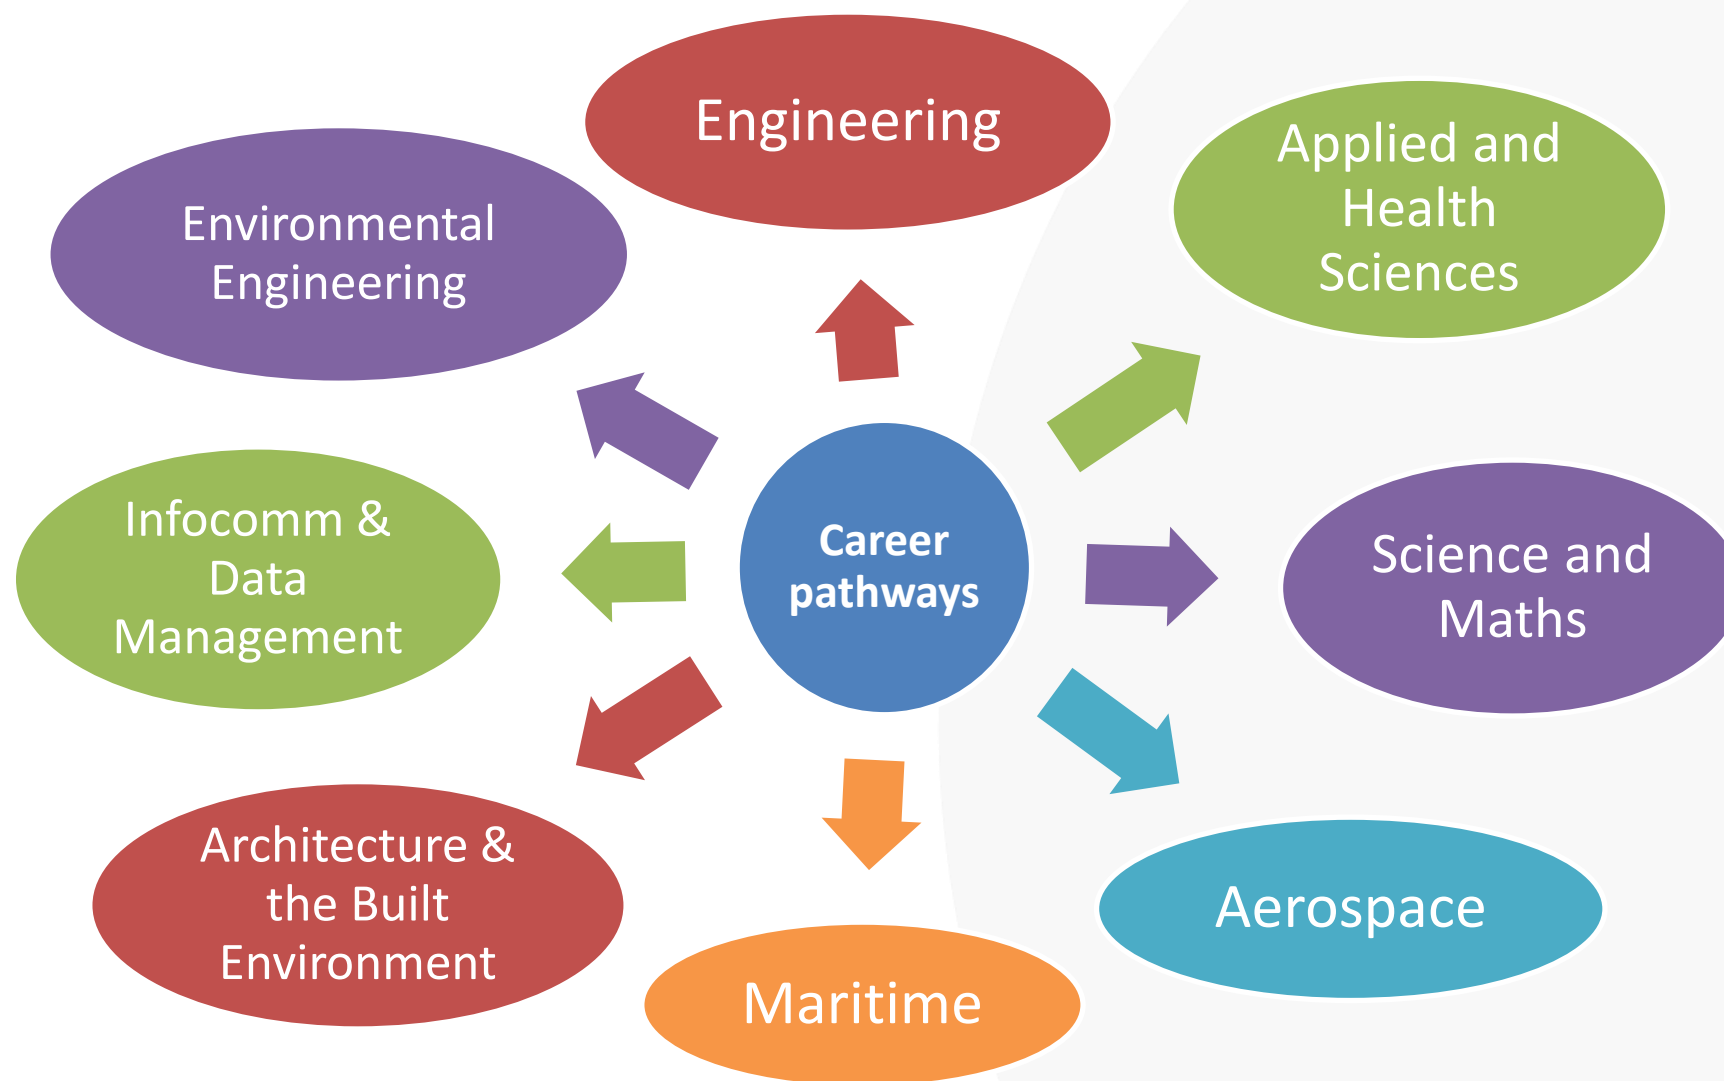 Engineering
Applied and
Health
Sciences
Environmental
Engineering
Infocomm &
Data
Management
Career
pathways
Science and
Maths
Architecture &
the Built
Environment
Aerospace
Maritime